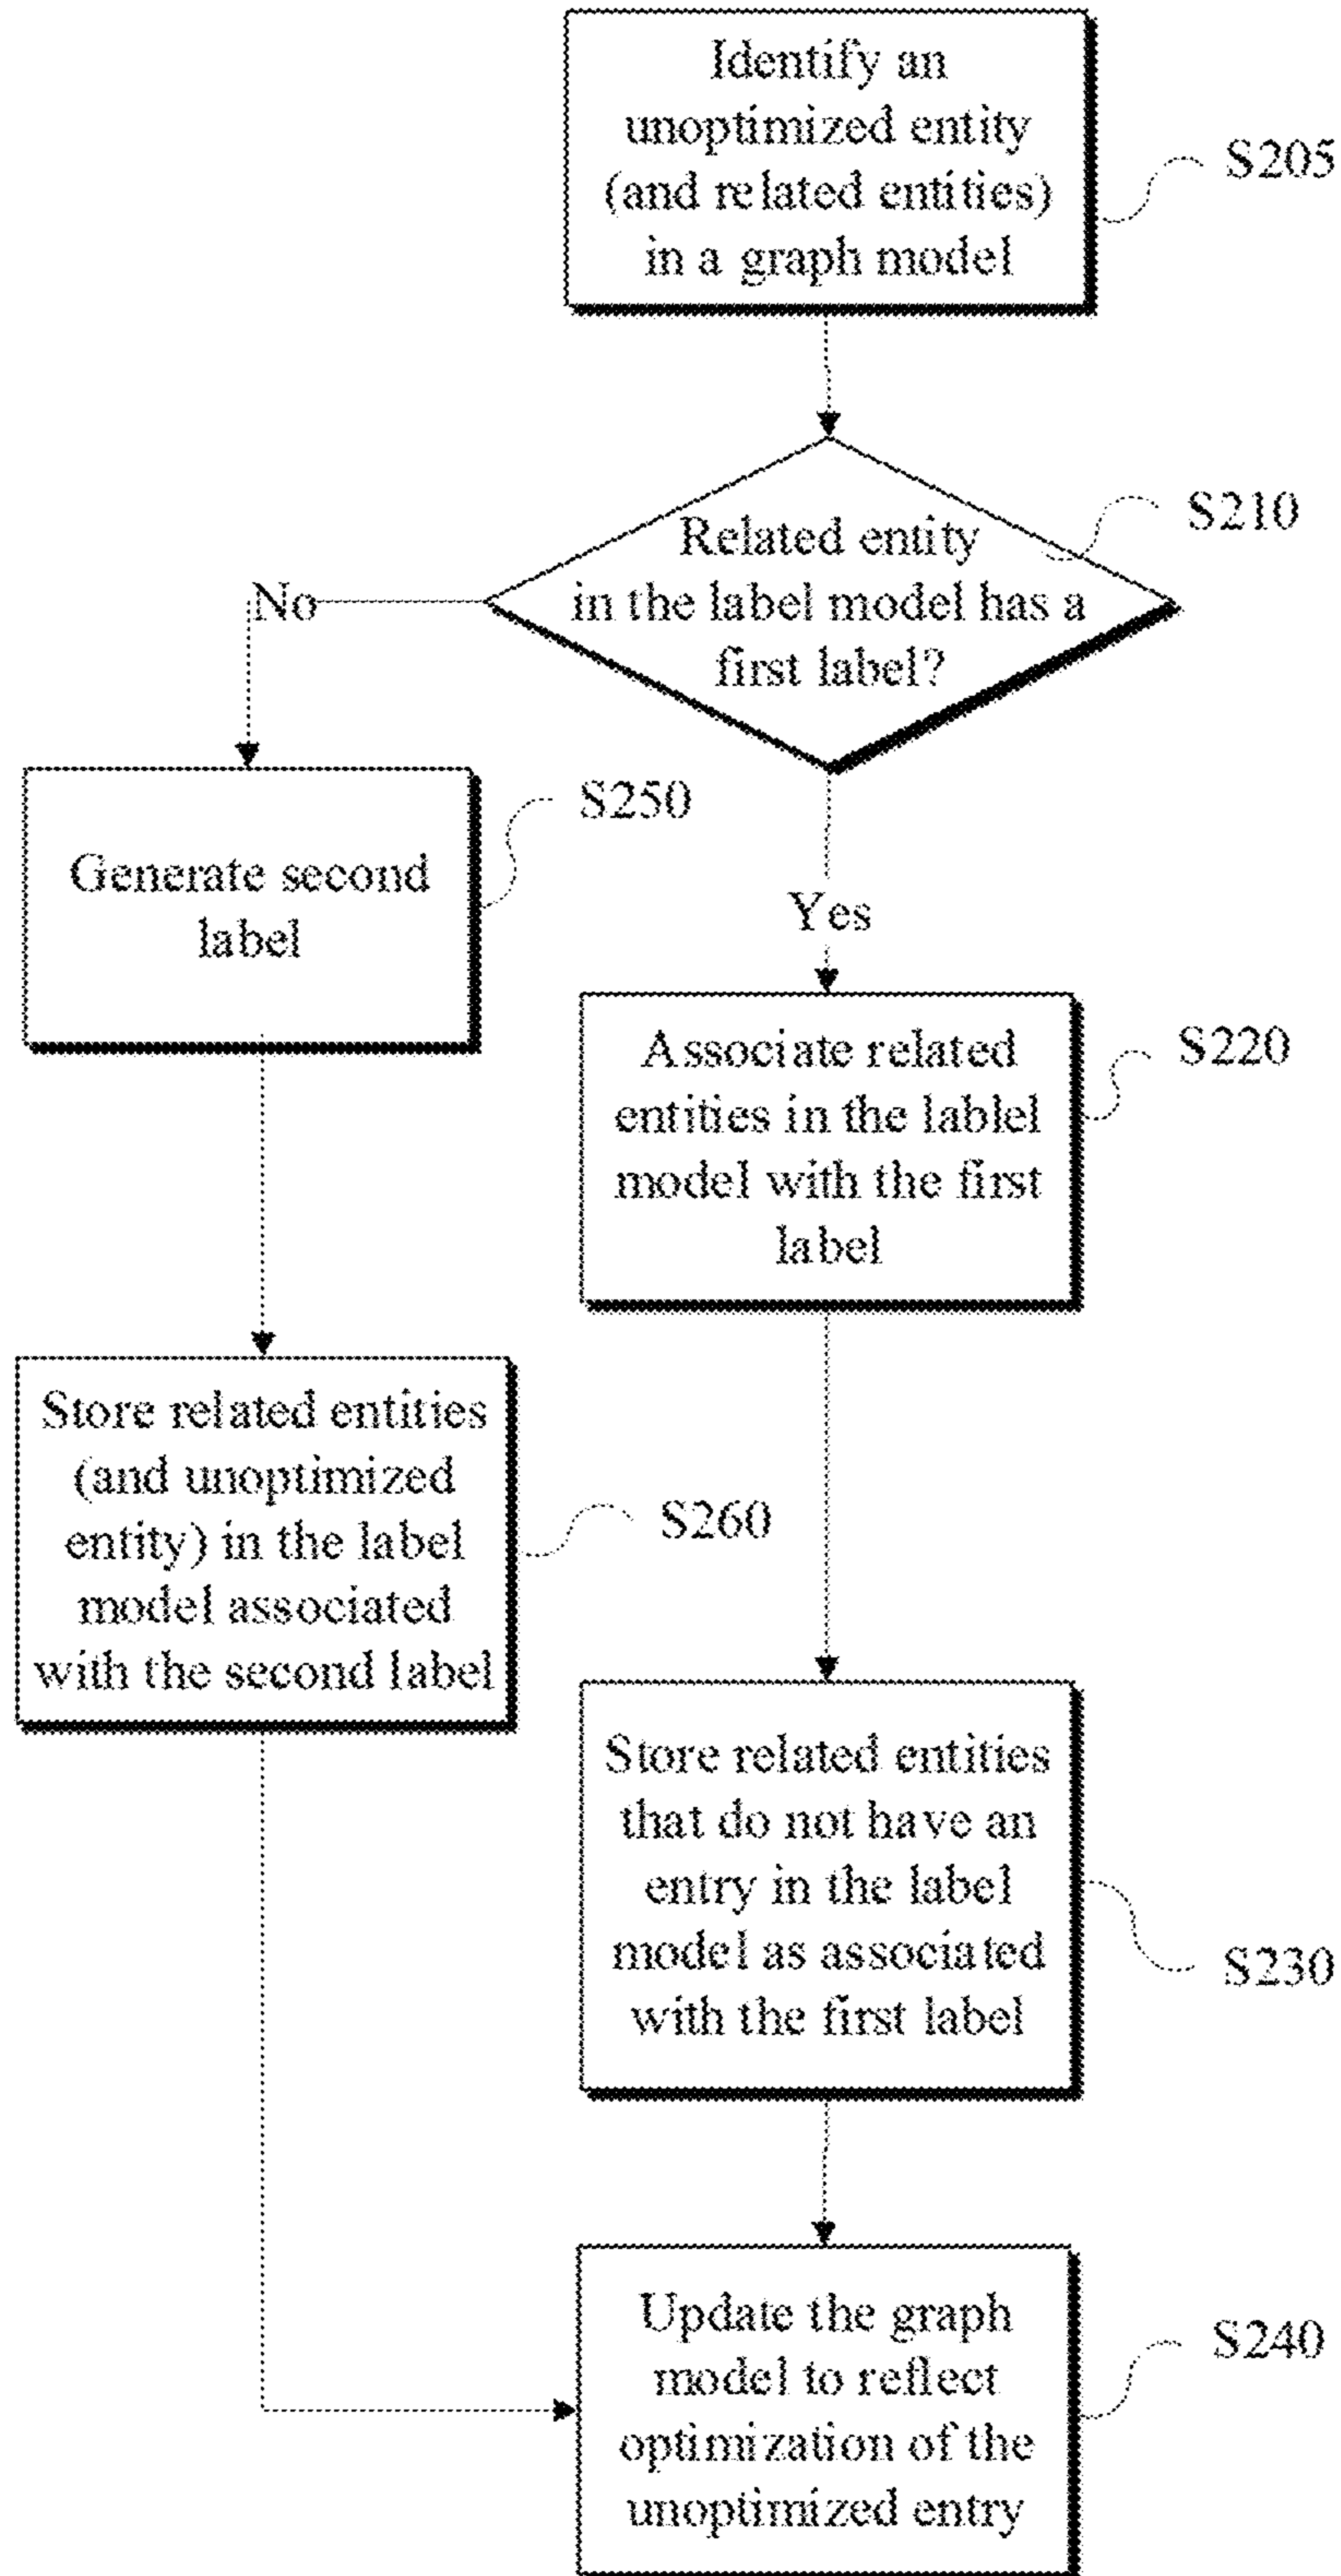 Identify an
unoptimized entity
(and related entities)
in a graph model
S205
Related entity
in the label model has a
first label?
S210
No
Generate second
label
S250
Yes
Associate related
entities in the lablel
model with the first
label
S220
Store related entities
(and unoptimized
entity) in the label
model associated
with the second label
S260
Store related entities
that do not have an
entry in the label
model as associated
with the first label
S230
Update the graph
model to reflect
optimization of the
unoptimized entry
S240